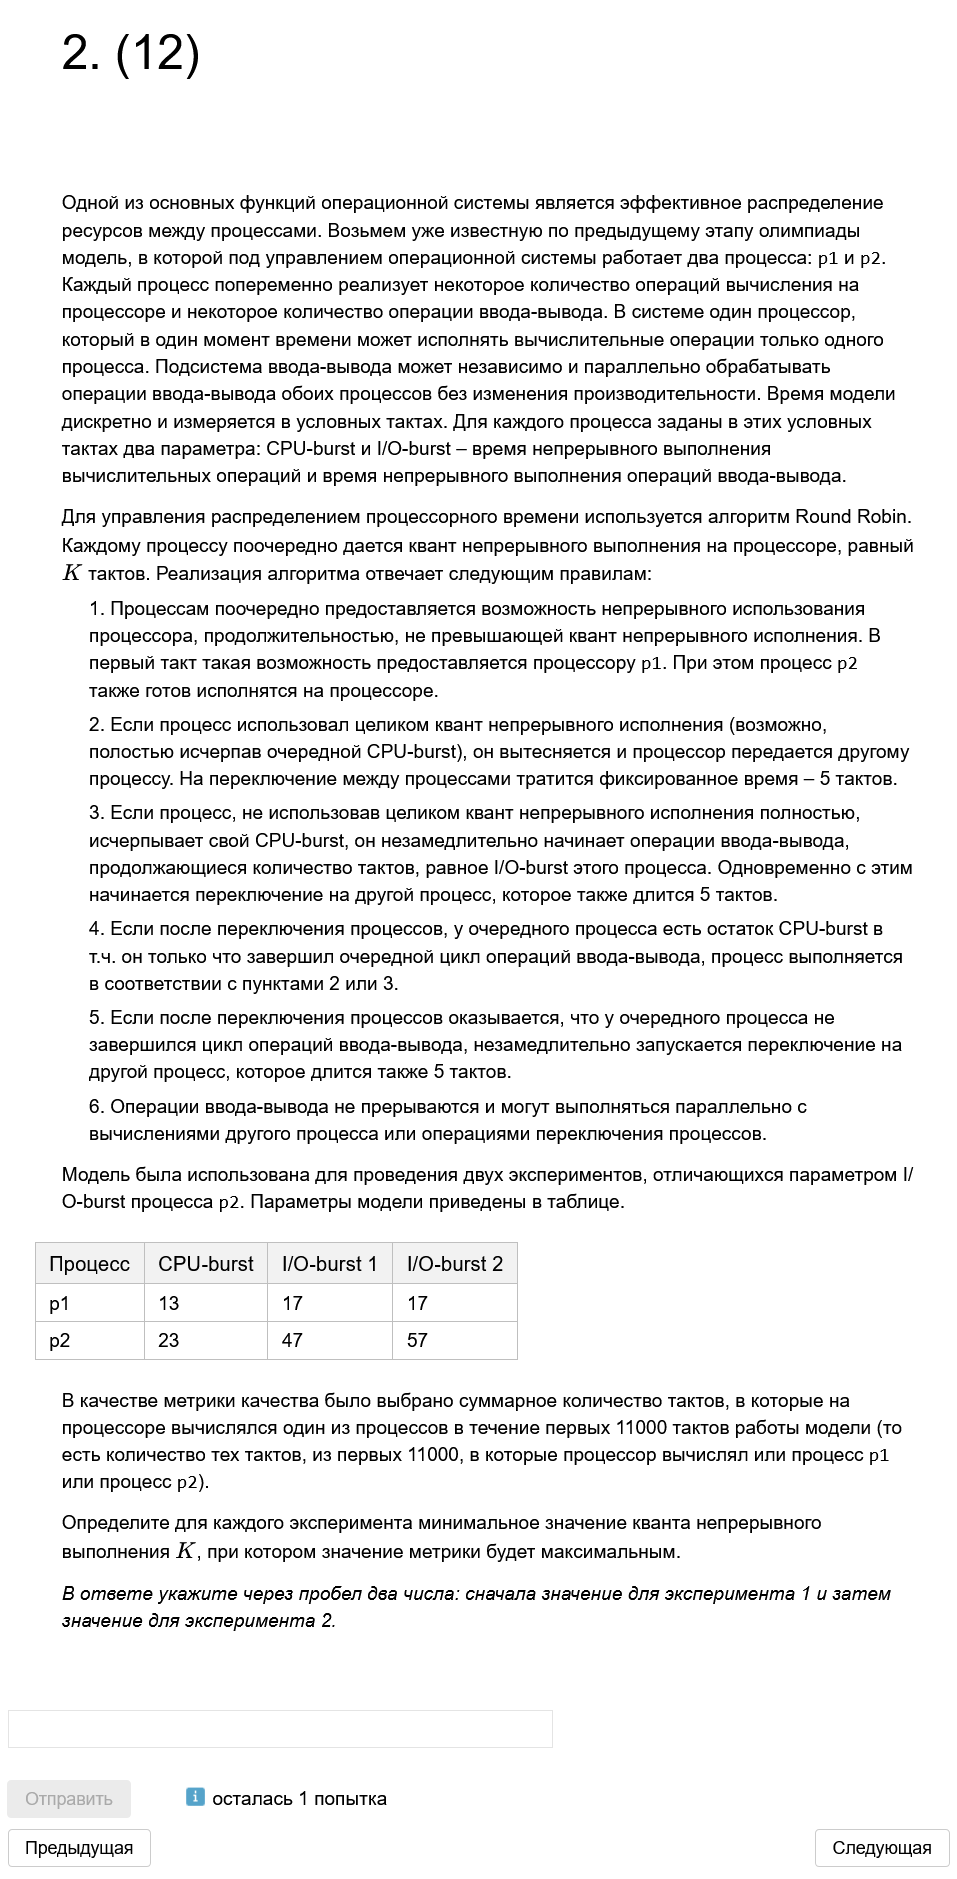 2. (12)
Одной из основных функций операционной системы является эффективное распределение
ресурсов между процессами. Возьмем уже известную по предыдущему этапу олимпиады
модель, в которой под управлением операционной системы работает два процесса: p1 и p2.
Каждый процесс попеременно реализует некоторое количество операций вычисления на
процессоре и некоторое количество операции ввода-вывода. В системе один процессор,
который в один момент времени может исполнять вычислительные операции только одного
процесса. Подсистема ввода-вывода может независимо и параллельно обрабатывать
операции ввода-вывода обоих процессов без изменения производительности. Время модели
дискретно и измеряется в условных тактах. Для каждого процесса заданы в этих условных
тактах два параметра: CPU-burst и I/O-burst – время непрерывного выполнения
вычислительных операций и время непрерывного выполнения операций ввода-вывода.
Для управления распределением процессорного времени используется алгоритм Round Robin.
Каждому процессу поочередно дается квант непрерывного выполнения на процессоре, равный
K тактов. Реализация алгоритма отвечает следующим правилам:
1. Процессам поочередно предоставляется возможность непрерывного использования
процессора, продолжительностью, не превышающей квант непрерывного исполнения. В
первый такт такая возможность предоставляется процессору p1. При этом процесс p2
также готов исполнятся на процессоре.
2. Если процесс использовал целиком квант непрерывного исполнения (возможно,
полостью исчерпав очередной CPU-burst), он вытесняется и процессор передается другому
процессу. На переключение между процессами тратится фиксированное время – 5 тактов.
3. Если процесс, не использовав целиком квант непрерывного исполнения полностью,
исчерпывает свой CPU-burst, он незамедлительно начинает операции ввода-вывода,
продолжающиеся количество тактов, равное I/O-burst этого процесса. Одновременно с этим
начинается переключение на другой процесс, которое также длится 5 тактов.
4. Если после переключения процессов, у очередного процесса есть остаток CPU-burst в
т.ч. он только что завершил очередной цикл операций ввода-вывода, процесс выполняется
в соответствии с пунктами 2 или 3.
5. Если после переключения процессов оказывается, что у очередного процесса не
завершился цикл операций ввода-вывода, незамедлительно запускается переключение на
другой процесс, которое длится также 5 тактов.
6. Операции ввода-вывода не прерываются и могут выполняться параллельно с
вычислениями другого процесса или операциями переключения процессов.
Модель была использована для проведения двух экспериментов, отличающихся параметром I/
O-burst процесса p2. Параметры модели приведены в таблице.
Процесс CPU-burst I/O-burst 1 I/O-burst 2
p1 13 17 17
p2 23 47 57
В качестве метрики качества было выбрано суммарное количество тактов, в которые на
процессоре вычислялся один из процессов в течение первых 11000 тактов работы модели (то
есть количество тех тактов, из первых 11000, в которые процессор вычислял или процесс p1
или процесс p2).
Определите для каждого эксперимента минимальное значение кванта непрерывного
выполнения K, при котором значение метрики будет максимальным.
В ответе укажите через пробел два числа: сначала значение для эксперимента 1 и затем
значение для эксперимента 2.
Отправить i осталась 1 попытка
Предыдущая Следующая